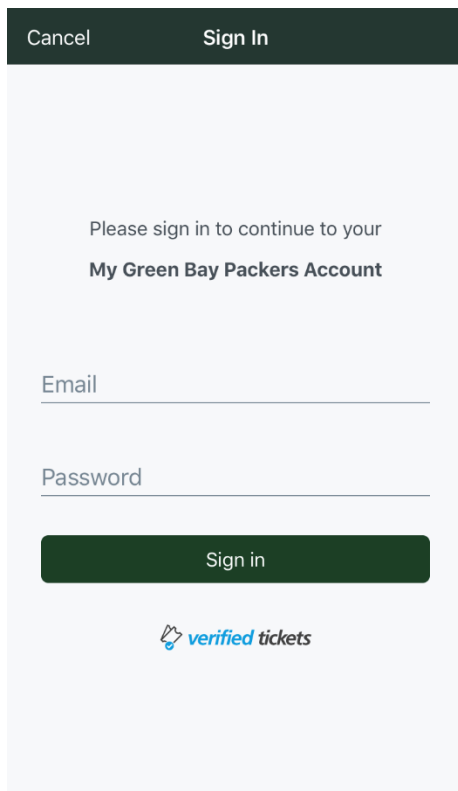 Cancel Sign In
Please sign in to continue to your
My Green Bay Packers Account
Email
Password
Sign in
verified tickets